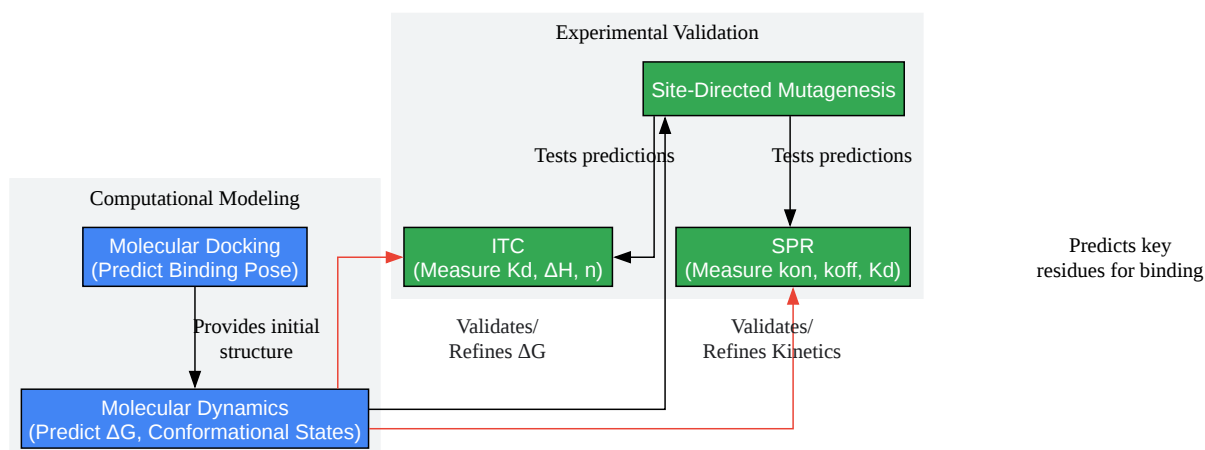 Experimental Validation
Site-Directed Mutagenesis
Tests predictions
Tests predictions
Computational Modeling
Molecular Docking
(Predict Binding Pose)
ITC
(Measure Kd, ΔH, n)
SPR
(Measure kon, koff, Kd)
Predicts key
residues for binding
Provides initial
structure
Validates/
Refines ΔG
Validates/
Refines Kinetics
Molecular Dynamics
(Predict ΔG, Conformational States)